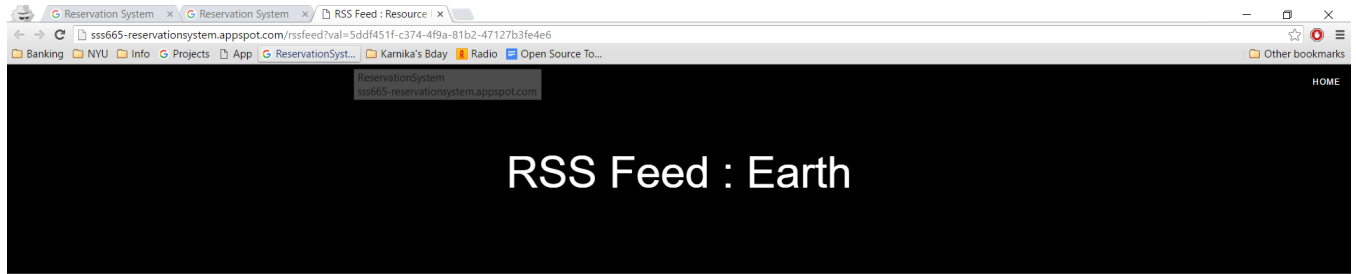 Reservation System × Reservation System × RSS Feed : Resource ×
sss665-reservationsystem.appspot.com/rssfeed?val=5ddf451f-c374-4f9a-81b2-47127b3fe4e6
Banking NYU Info Projects App ReservationSyst... Karnika's Bday Radio Open Source To... Other bookmarks
ReservationSystem
sss665-reservationsystem.appspot.com
HOME
RSS Feed : Earth